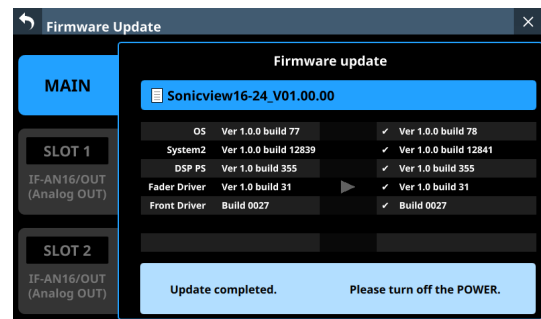 Firmware Update
MAIN
SLOT 1
IF-AN16/OUT
(Analog OUT)
SLOT 2
IF-AN16/OUT
(Analog OUT)
Firmware update
Sonicview16-24_V01.00.00
OS Ver 1.0.0 build 77 ✔ Ver 1.0.0 build 78
System2 Ver 1.0.0 build 12839 ✔ Ver 1.0.0 build 12841
DSP PS Ver 1.0 build 355 ✔ Ver 1.0 build 355
Fader Driver Ver 1.0 build 31 ▶ ✔ Ver 1.0 build 31
Front Driver Build 0027 ✔ Build 0027
Update completed. Please turn off the POWER.